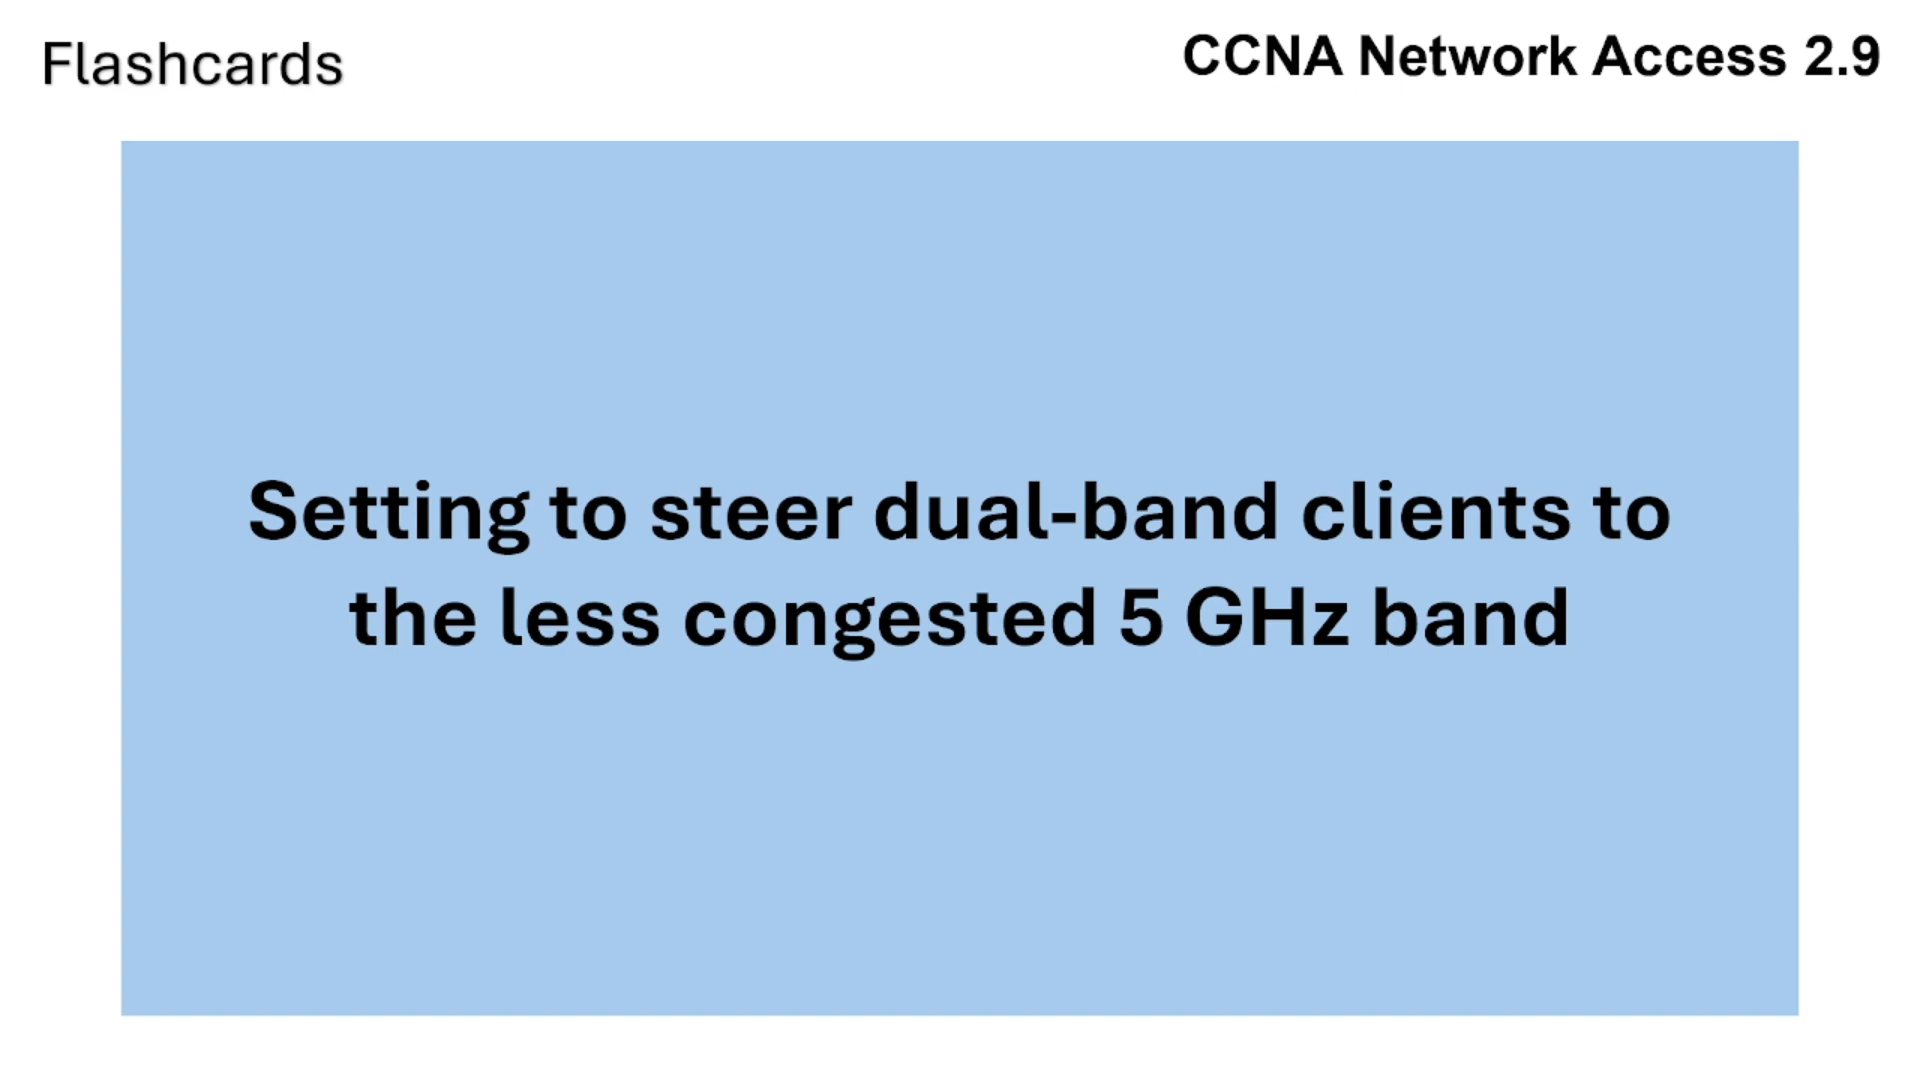 Flashcards
CCNA Network Access 2.9
Setting to steer dual-band clients to
the less congested 5 GHz band